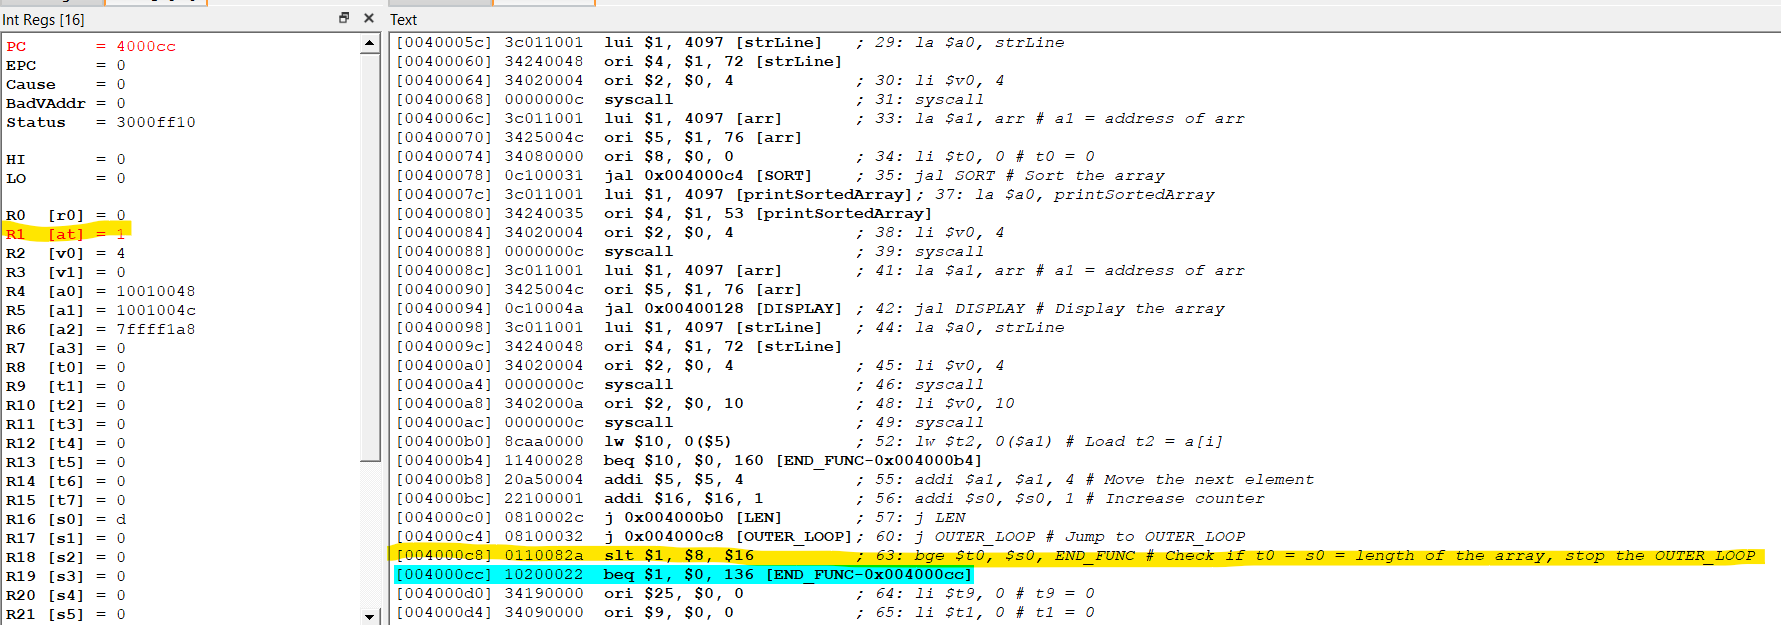 Int Regs [16]
PC = 4000cc
EPC = 0
Cause = 0
BadVAddr = 0
Status = 3000ff10
HI = 0
LO = 0
R0 [r0] = 0
R1 [at] = 1
R2 [v0] = 4
R3 [v1] = 0
R4 [a0] = 10010048
R5 [a1] = 1001004c
R6 [a2] = 7ffff1a8
R7 [a3] = 0
R8 [t0] = 0
R9 [t1] = 0
R10 [t2] = 0
R11 [t3] = 0
R12 [t4] = 0
R13 [t5] = 0
R14 [t6] = 0
R15 [t7] = 0
R16 [s0] = d
R17 [s1] = 0
R18 [s2] = 0
R19 [s3] = 0
R20 [s4] = 0
R21 [s5] = 0
Text
[0040005c] 3c011001 lui $1, 4097 [strLine] ; 29: la $a0, strLine
[00400060] 34240048 ori $4, $1, 72 [strLine]
[00400064] 34020004 ori $2, $0, 4 ; 30: li $v0, 4
[00400068] 0000000c syscall ; 31: syscall
[0040006c] 3c011001 lui $1, 4097 [arr] ; 33: la $a1, arr # a1 = address of arr
[00400070] 3425004c ori $5, $1, 76 [arr]
[00400074] 34080000 ori $8, $0, 0 ; 34: li $t0, 0 # t0 = 0
[00400078] 0c100031 jal 0x004000c4 [SORT] ; 35: jal SORT # Sort the array
[0040007c] 3c011001 lui $1, 4097 [printSortedArray]; 37: la $a0, printSortedArray
[00400080] 34240035 ori $4, $1, 53 [printSortedArray]
[00400084] 34020004 ori $2, $0, 4 ; 38: li $v0, 4
[00400088] 0000000c syscall ; 39: syscall
[0040008c] 3c011001 lui $1, 4097 [arr] ; 41: la $a1, arr # a1 = address of arr
[00400090] 3425004c ori $5, $1, 76 [arr]
[00400094] 0c10004a jal 0x00400128 [DISPLAY] ; 42: jal DISPLAY # Display the array
[00400098] 3c011001 lui $1, 4097 [strLine] ; 44: la $a0, strLine
[0040009c] 34240048 ori $4, $1, 72 [strLine]
[004000a0] 34020004 ori $2, $0, 4 ; 45: li $v0, 4
[004000a4] 0000000c syscall ; 46: syscall
[004000a8] 3402000a ori $2, $0, 10 ; 48: li $v0, 10
[004000ac] 0000000c syscall ; 49: syscall
[004000b0] 8caa0000 lw $10, 0($5) ; 52: lw $t2, 0($a1) # Load t2 = a[i]
[004000b4] 11400028 beq $10, $0, 160 [END_FUNC-0x004000b4]
[004000b8] 20a50004 addi $5, $5, 4 ; 55: addi $a1, $a1, 4 # Move the next element
[004000bc] 22100001 addi $16, $16, 1 ; 56: addi $s0, $s0, 1 # Increase counter
[004000c0] 0810002c j 0x004000b0 [LEN] ; 57: j LEN
[004000c4] 08100032 j 0x004000c8 [OUTER_LOOP]; 60: j OUTER_LOOP # Jump to OUTER_LOOP
[004000c8] 0110082a slt $1, $8, $16 ; 63: bge $t0, $s0, END_FUNC # Check if t0 = s0 = length of the array, stop the OUTER_LOOP
[004000cc] 10200022 beq $1, $0, 136 [END_FUNC-0x004000cc]
[004000d0] 34190000 ori $25, $0, 0 ; 64: li $t9, 0 # t9 = 0
[004000d4] 34090000 ori $9, $0, 0 ; 65: li $t1, 0 # t1 = 0